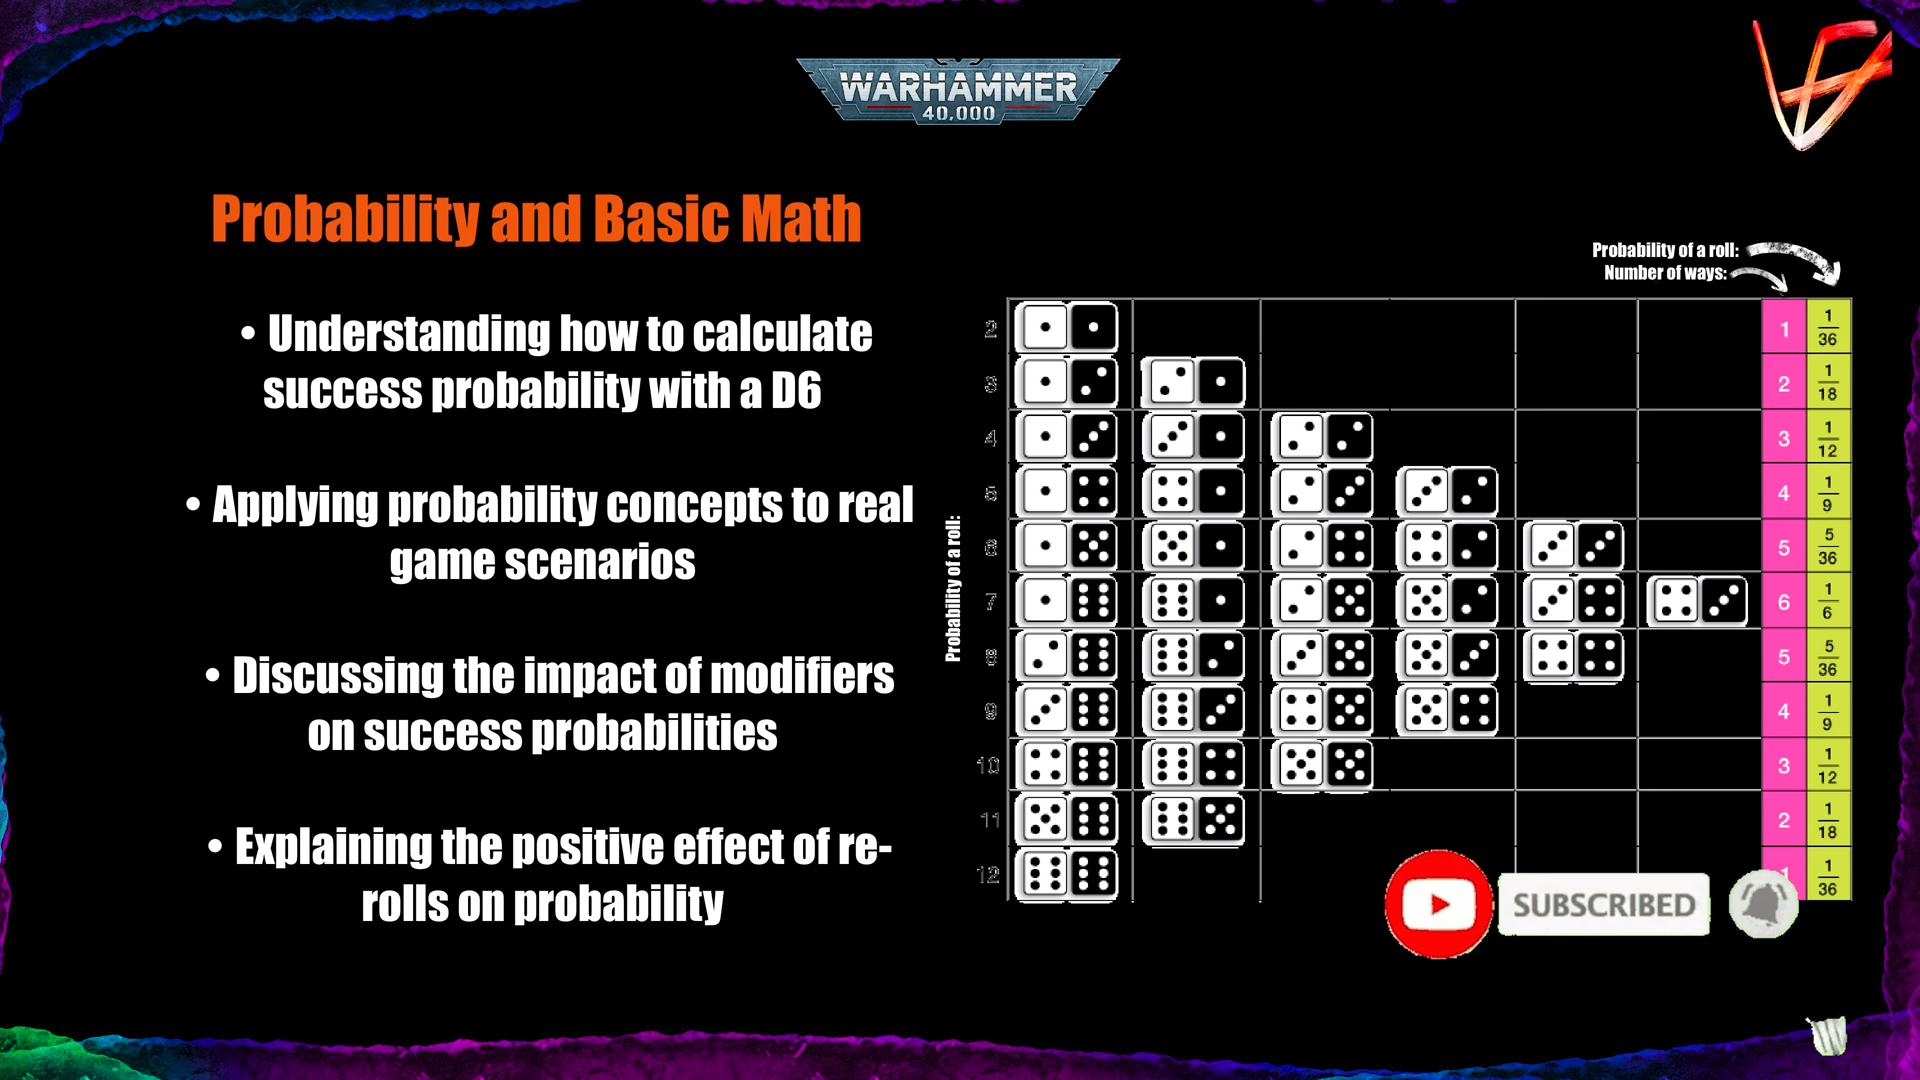 WARHAMMER
40,000
Probability and Basic Math
• Understanding how to calculate
success probability with a D6
• Applying probability concepts to real
game scenarios
• Discussing the impact of modifiers
on success probabilities
• Explaining the positive effect of re-
rolls on probability
Probability of a roll:
Number of ways:
Probability of a roll:
2 1 1/36
3 2 1/18
4 3 1/12
5 4 1/9
6 5 5/36
7 6 1/6
8 5 5/36
9 4 1/9
10 3 1/12
11 2 1/18
12 1 1/36
SUBSCRIBED